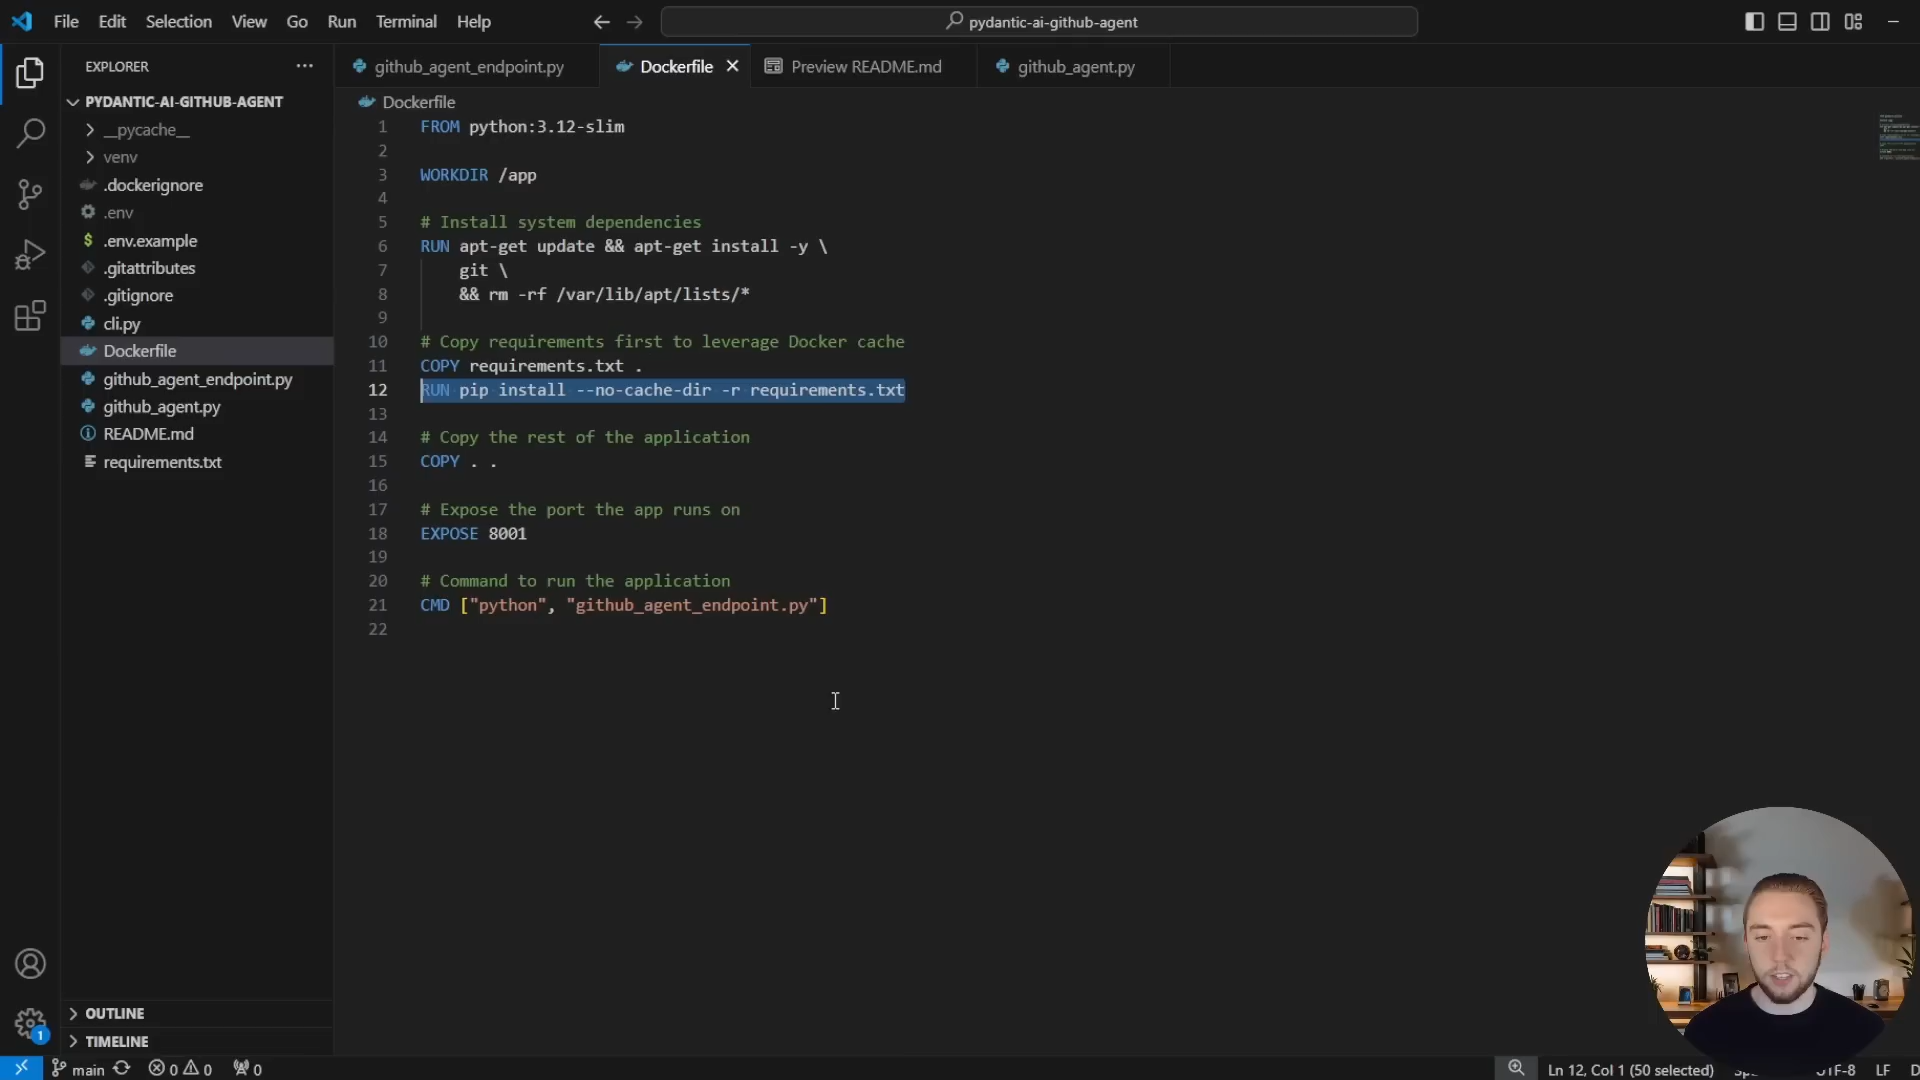 File Edit Selection View Go Run Terminal Help
pydantic-ai-github-agent
EXPLORER
PYDANTIC-AI-GITHUB-AGENT
__pycache__
venv
.dockerignore
.env
.env.example
.gitattributes
.gitignore
cli.py
Dockerfile
github_agent_endpoint.py
github_agent.py
README.md
requirements.txt
OUTLINE
TIMELINE
github_agent_endpoint.py Dockerfile Preview README.md github_agent.py
Dockerfile
1 FROM python:3.12-slim
2
3 WORKDIR /app
4
5 # Install system dependencies
6 RUN apt-get update && apt-get install -y \
7 git \
8 && rm -rf /var/lib/apt/lists/*
9
10 # Copy requirements first to leverage Docker cache
11 COPY requirements.txt .
12 RUN pip install --no-cache-dir -r requirements.txt
13
14 # Copy the rest of the application
15 COPY . .
16
17 # Expose the port the app runs on
18 EXPOSE 8001
19
20 # Command to run the application
21 CMD ["python", "github_agent_endpoint.py"]
22
1
main 0 0 0 Ln 12, Col 1 (50 selected) UTF-8 LF